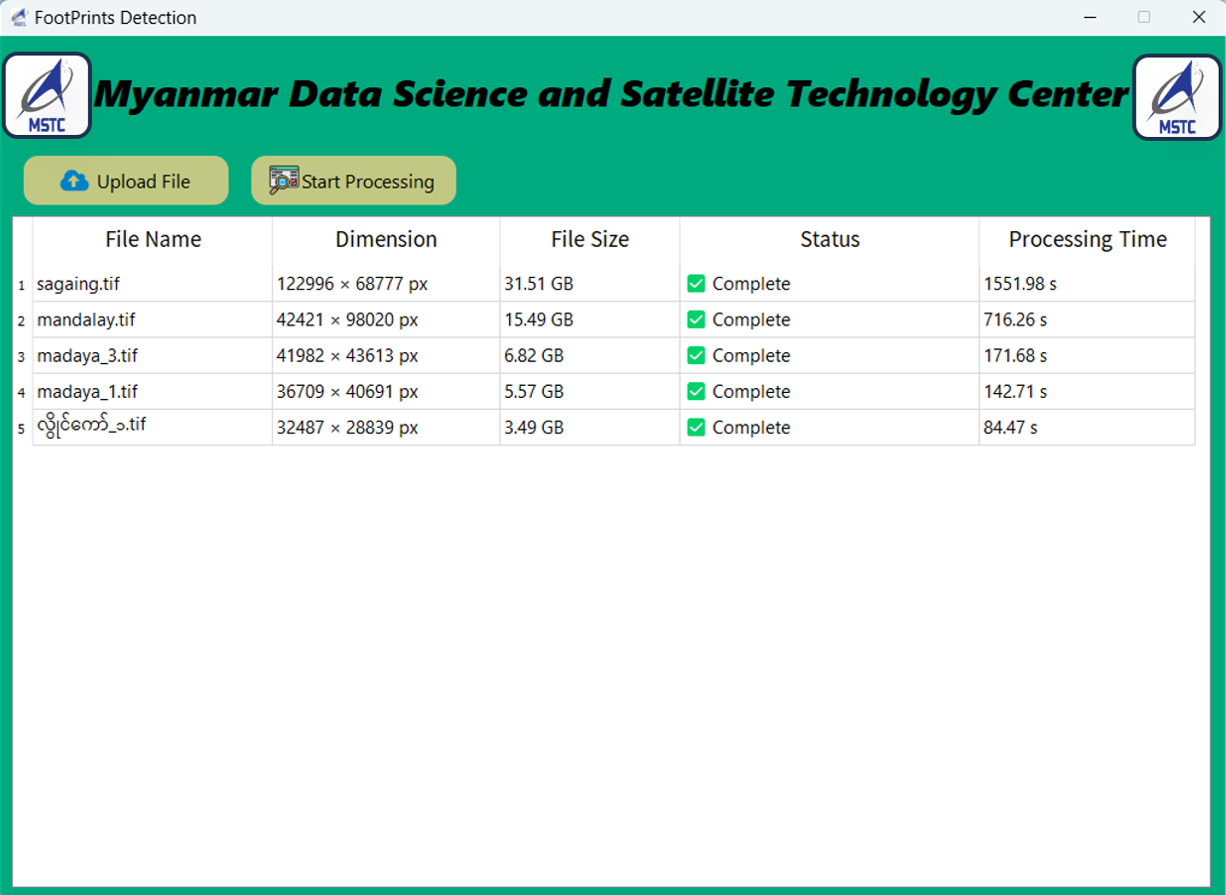 FootPrints Detection
MSTC
Myanmar Data Science and Satellite Technology Center
MSTC
Upload File
Start Processing
File Name Dimension File Size Status Processing Time
1 sagaing.tif 122996 × 68777 px 31.51 GB Complete 1551.98 s
2 mandalay.tif 42421 × 98020 px 15.49 GB Complete 716.26 s
3 madaya_3.tif 41982 × 43613 px 6.82 GB Complete 171.68 s
4 madaya_1.tif 36709 × 40691 px 5.57 GB Complete 142.71 s
5 လွိုင်ကော်_၁.tif 32487 × 28839 px 3.49 GB Complete 84.47 s